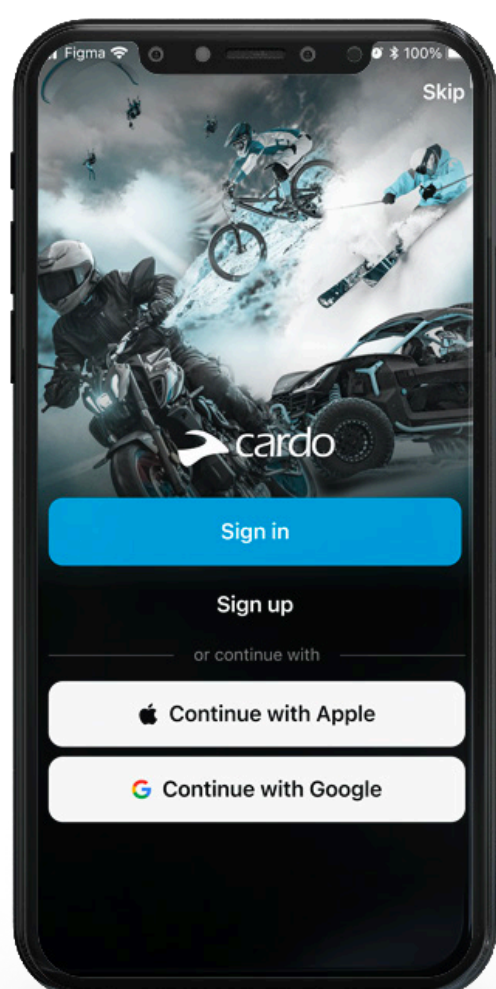 Figma 100%
Skip
cardo
Sign in
Sign up
or continue with
Continue with Apple
Continue with Google